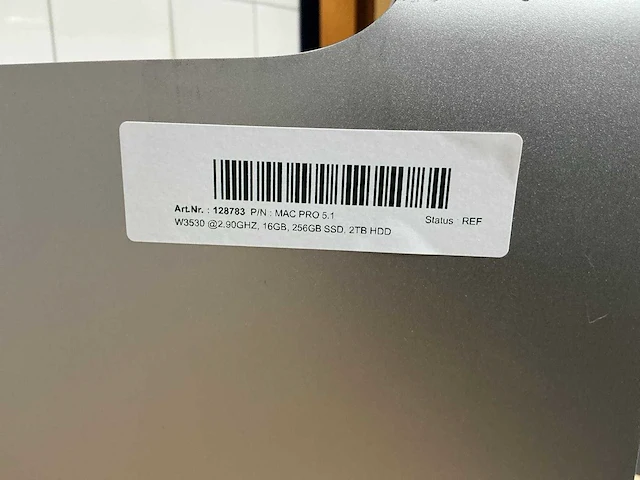 Art.Nr. : 128783 P/N : MAC PRO 5.1
Status : REF
W3530 @2.90GHZ, 16GB, 256GB SSD, 2TB HDD